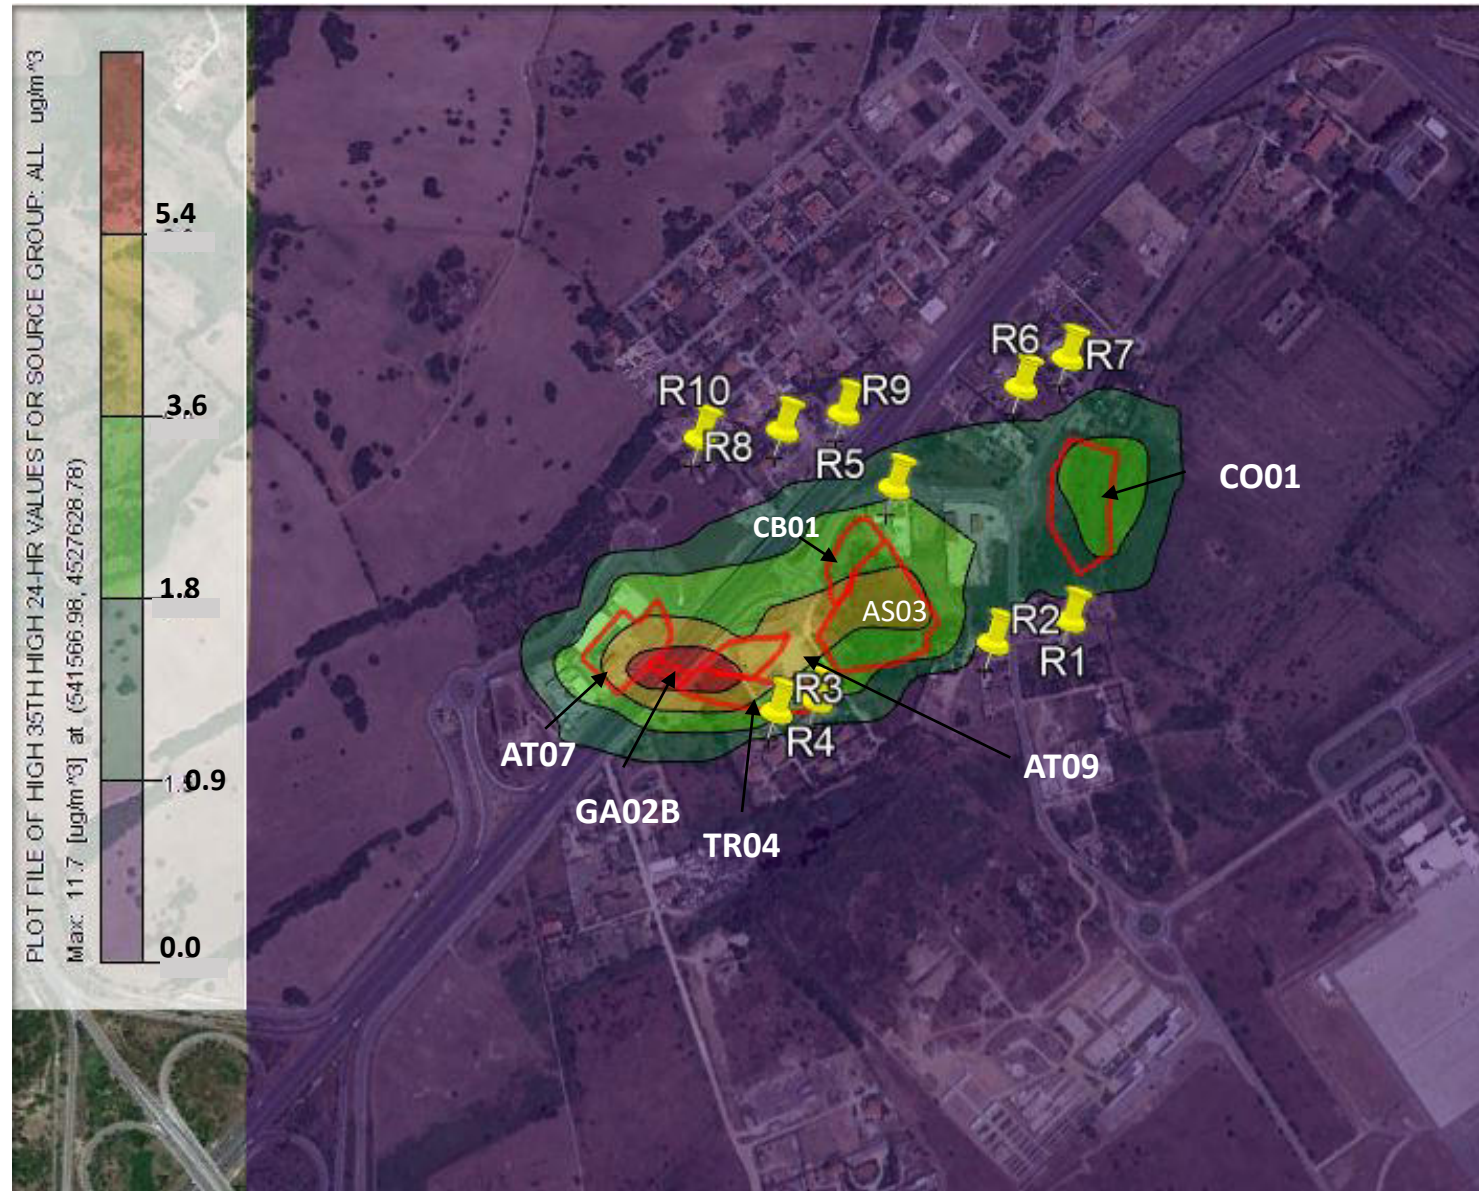 PLOT FILE OF HIGH 35TH HIGH 24-HR VALUES FOR SOURCE GROUP: ALL ug/m^3
Max: 11.7 [ug/m^3] at (541566.98, 4527628.78)
5.4
3.6
1.8
0.9
0.0
R6
R7
R10
R9
R8
R5
CO01
CB01
AS03
R2
R1
R3
R4
AT07
AT09
GA02B
TR04